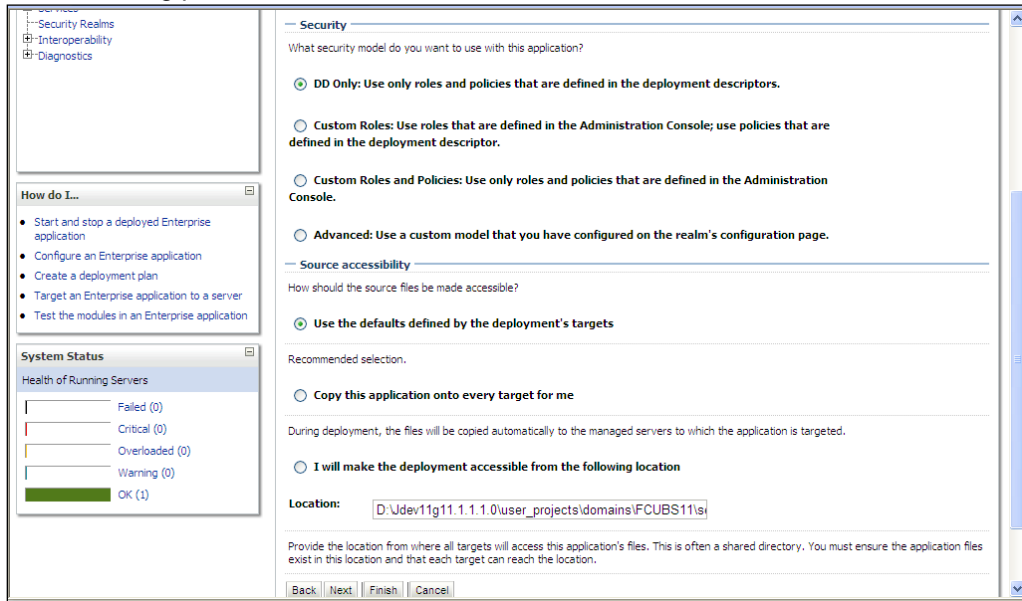 Security Realms
Interoperability
Diagnostics
How do I...
Start and stop a deployed Enterprise
application
Configure an Enterprise application
Create a deployment plan
Target an Enterprise application to a server
Test the modules in an Enterprise application
System Status
Health of Running Servers
Failed (0)
Critical (0)
Overloaded (0)
Warning (0)
OK (1)
Security
What security model do you want to use with this application?
DD Only: Use only roles and policies that are defined in the deployment descriptors.
Custom Roles: Use roles that are defined in the Administration Console; use policies that are
defined in the deployment descriptor.
Custom Roles and Policies: Use only roles and policies that are defined in the Administration
Console.
Advanced: Use a custom model that you have configured on the realm's configuration page.
Source accessibility
How should the source files be made accessible?
Use the defaults defined by the deployment's targets
Recommended selection.
Copy this application onto every target for me
During deployment, the files will be copied automatically to the managed servers to which the application is targeted.
I will make the deployment accessible from the following location
Location: D:\Jdev11g11.1.1.1.0\user_projects\domains\FCUBS11\s
Provide the location from where all targets will access this application's files. This is often a shared directory. You must ensure the application files
exist in this location and that each target can reach the location.
Back Next Finish Cancel